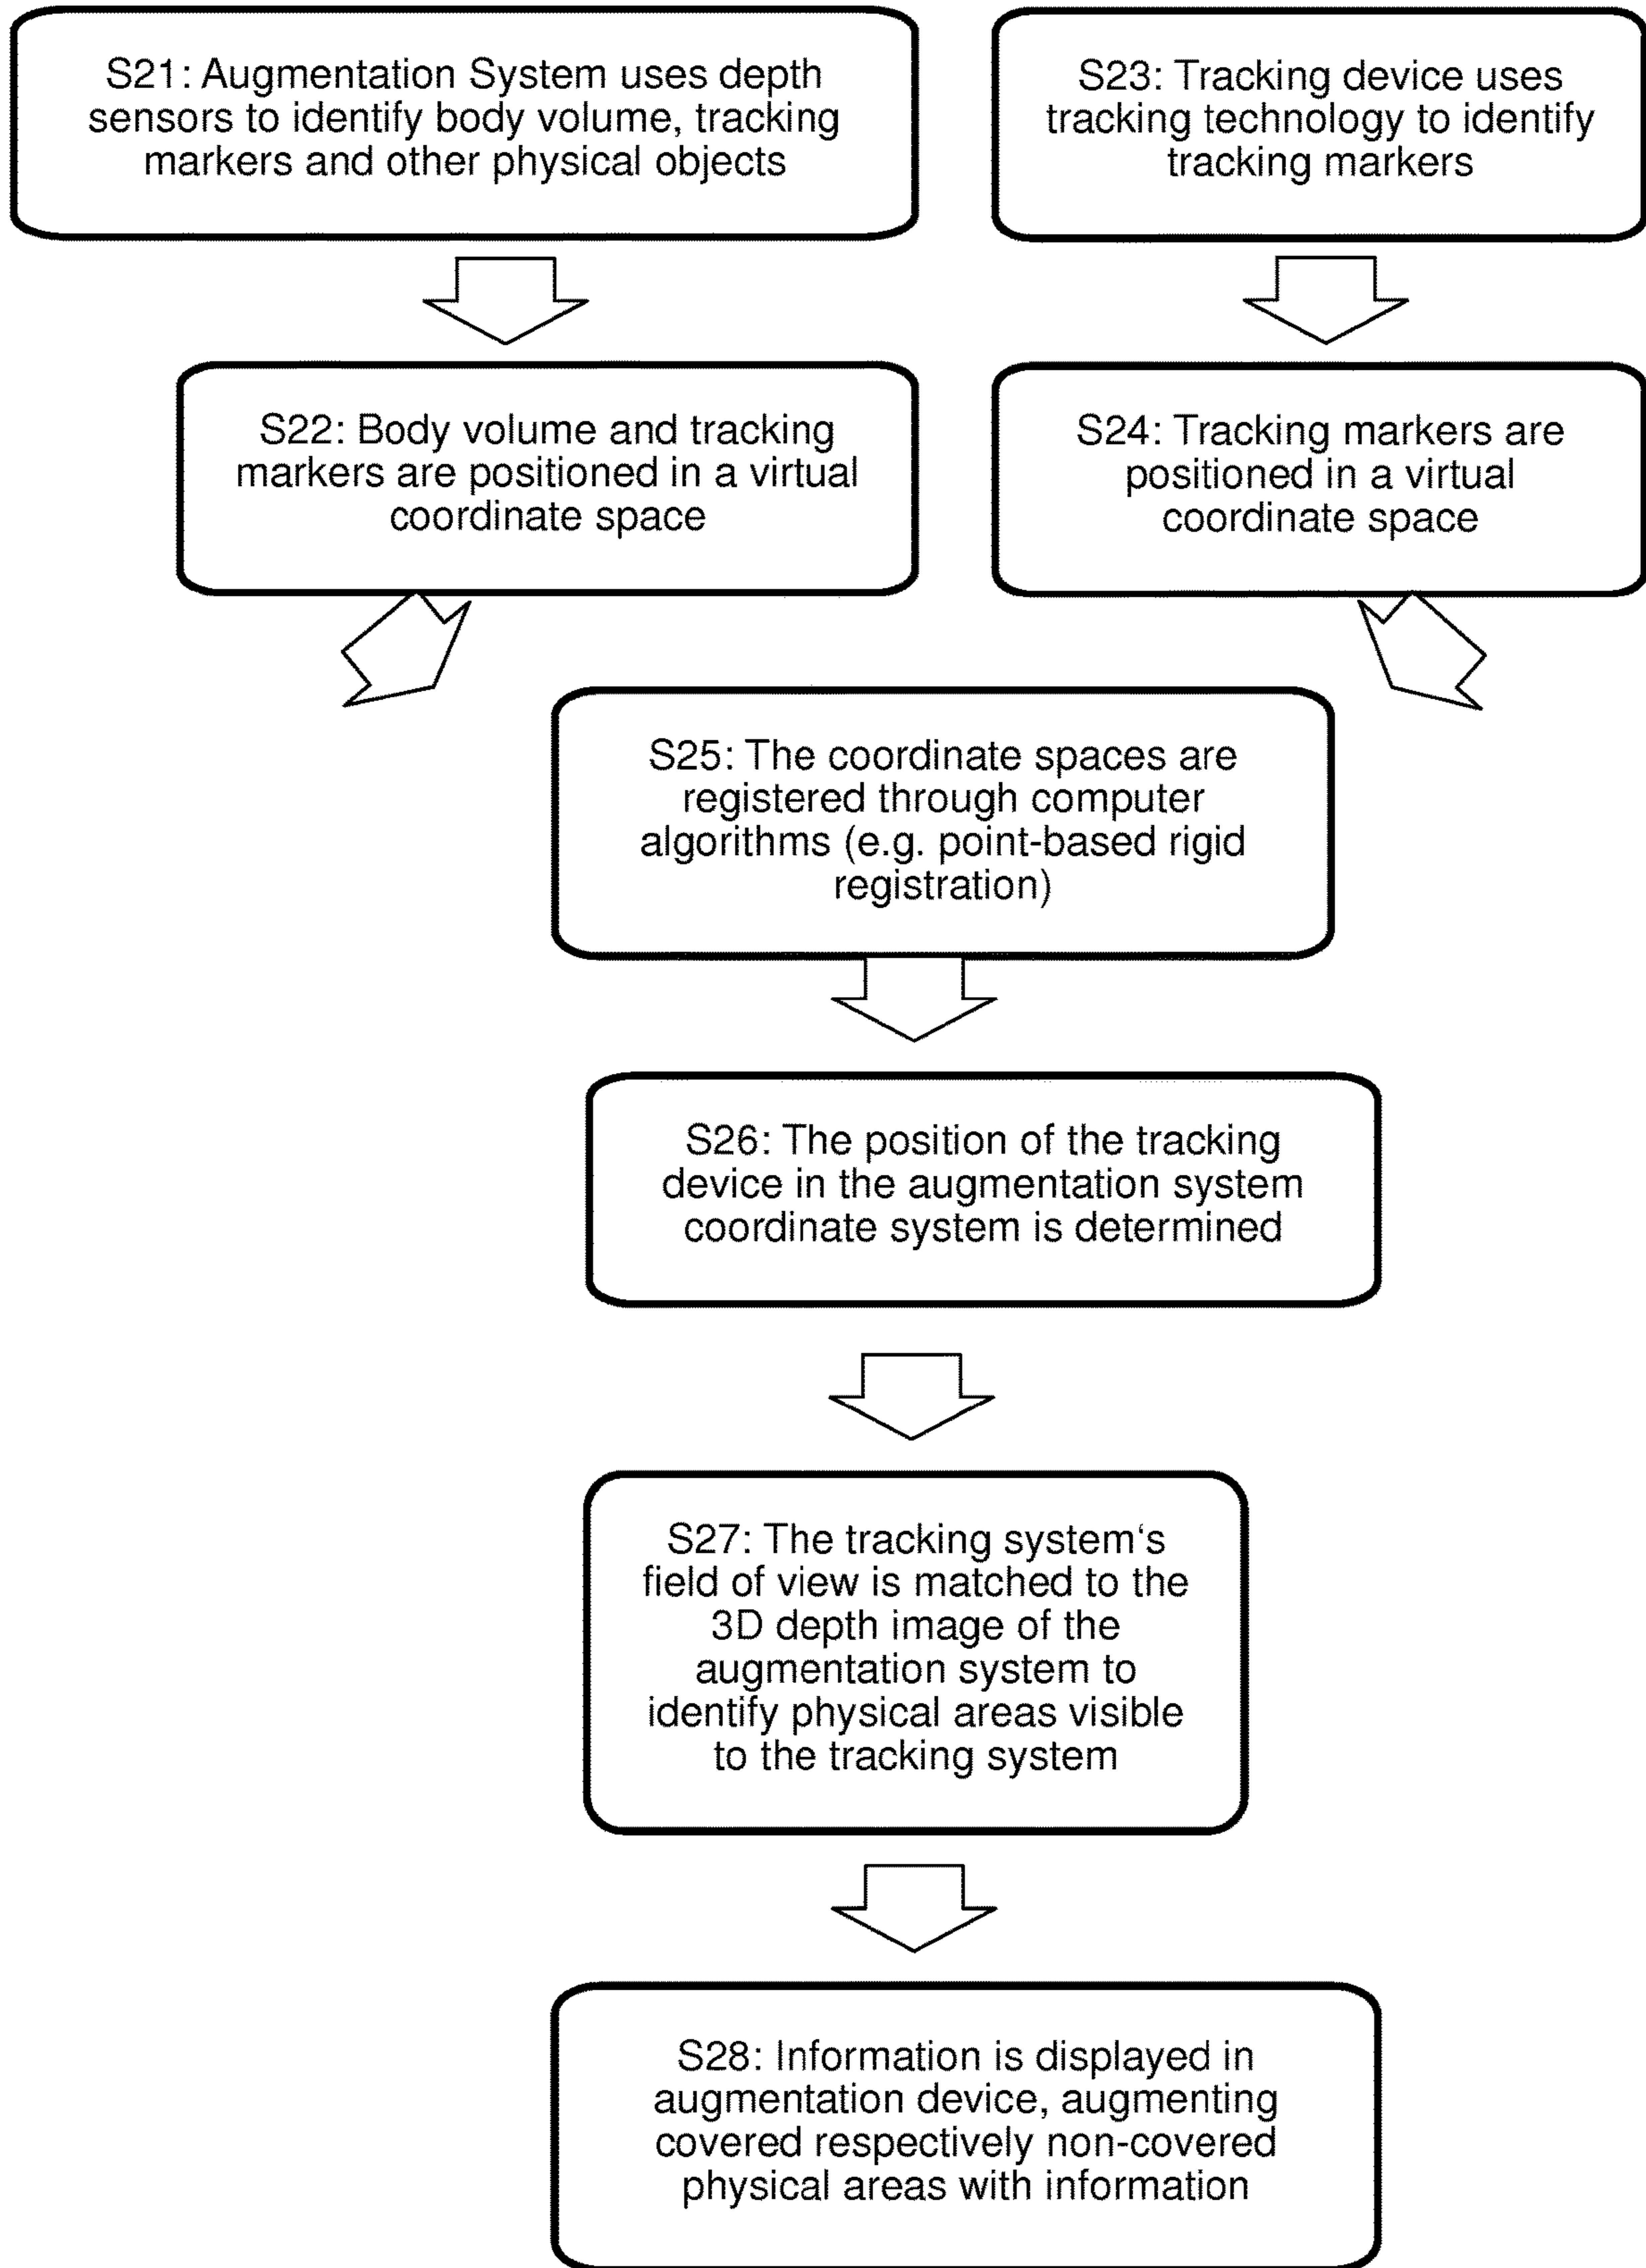 S21: Augmentation System uses depth
sensors to identify body volume, tracking
markers and other physical objects
S23: Tracking device uses
tracking technology to identify
tracking markers
S22: Body volume and tracking
markers are positioned in a virtual
coordinate space
S24: Tracking markers are
positioned in a virtual
coordinate space
S25: The coordinate spaces are
registered through computer
algorithms (e.g. point-based rigid
registration)
S26: The position of the tracking
device in the augmentation system
coordinate system is determined
S27: The tracking system‘s
field of view is matched to the
3D depth image of the
augmentation system to
identify physical areas visible
to the tracking system
S28: Information is displayed in
augmentation device, augmenting
covered respectively non-covered
physical areas with information